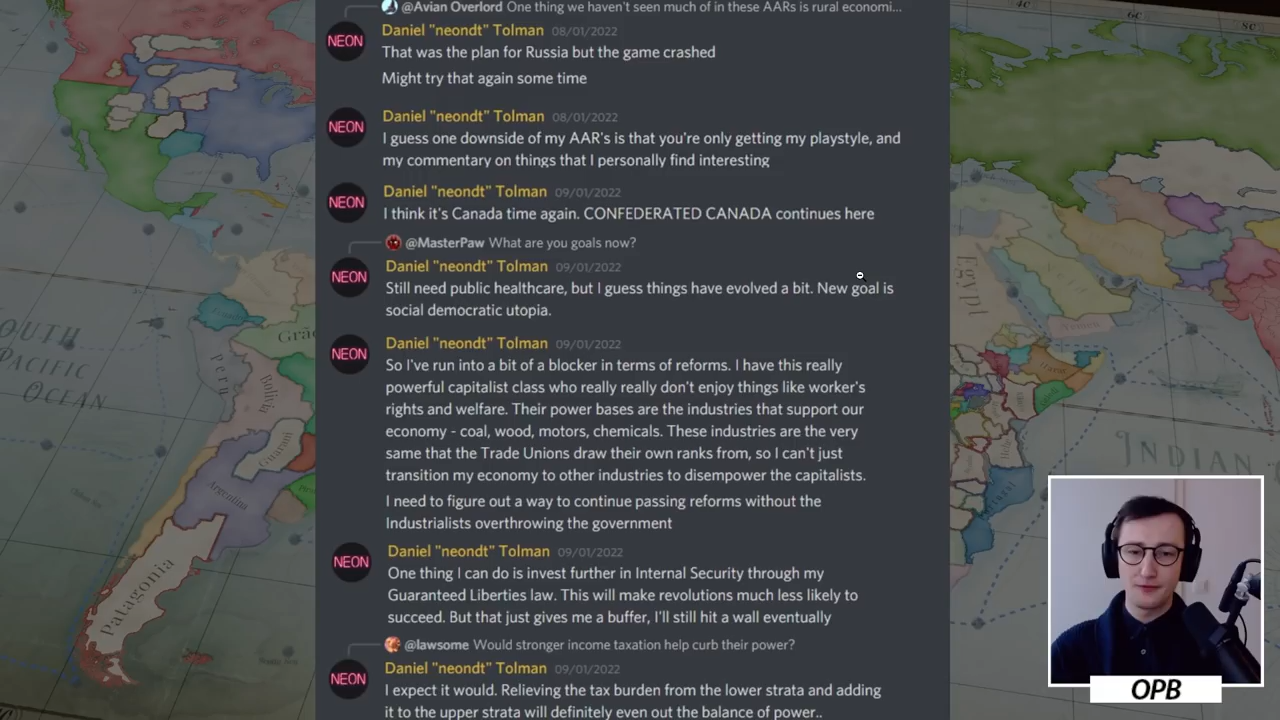 @Avian Overlord One thing we haven't seen much of in these AARs is rural economi...
NEON
Daniel "neondt" Tolman 08/01/2022
That was the plan for Russia but the game crashed
Might try that again some time
NEON
Daniel "neondt" Tolman 08/01/2022
I guess one downside of my AAR's is that you're only getting my playstyle, and
my commentary on things that I personally find interesting
NEON
Daniel "neondt" Tolman 09/01/2022
I think it's Canada time again. CONFEDERATED CANADA continues here
@MasterPaw What are you goals now?
NEON
Daniel "neondt" Tolman 09/01/2022
Still need public healthcare, but I guess things have evolved a bit. New goal is
social democratic utopia.
NEON
Daniel "neondt" Tolman 09/01/2022
So I've run into a bit of a blocker in terms of reforms. I have this really
powerful capitalist class who really really don't enjoy things like worker's
rights and welfare. Their power bases are the industries that support our
economy - coal, wood, motors, chemicals. These industries are the very
same that the Trade Unions draw their own ranks from, so I can't just
transition my economy to other industries to disempower the capitalists.
I need to figure out a way to continue passing reforms without the
Industrialists overthrowing the government
NEON
Daniel "neondt" Tolman 09/01/2022
One thing I can do is invest further in Internal Security through my
Guaranteed Liberties law. This will make revolutions much less likely to
succeed. But that just gives me a buffer, I'll still hit a wall eventually
@lawsome Would stronger income taxation help curb their power?
NEON
Daniel "neondt" Tolman 09/01/2022
I expect it would. Relieving the tax burden from the lower strata and adding
it to the upper strata will definitely even out the balance of power..
SOUTH
PACIFIC
OCEAN
Peru
Bolivia
Guarani
Argentina
Patagonia
Egypt
INDIAN
OPB